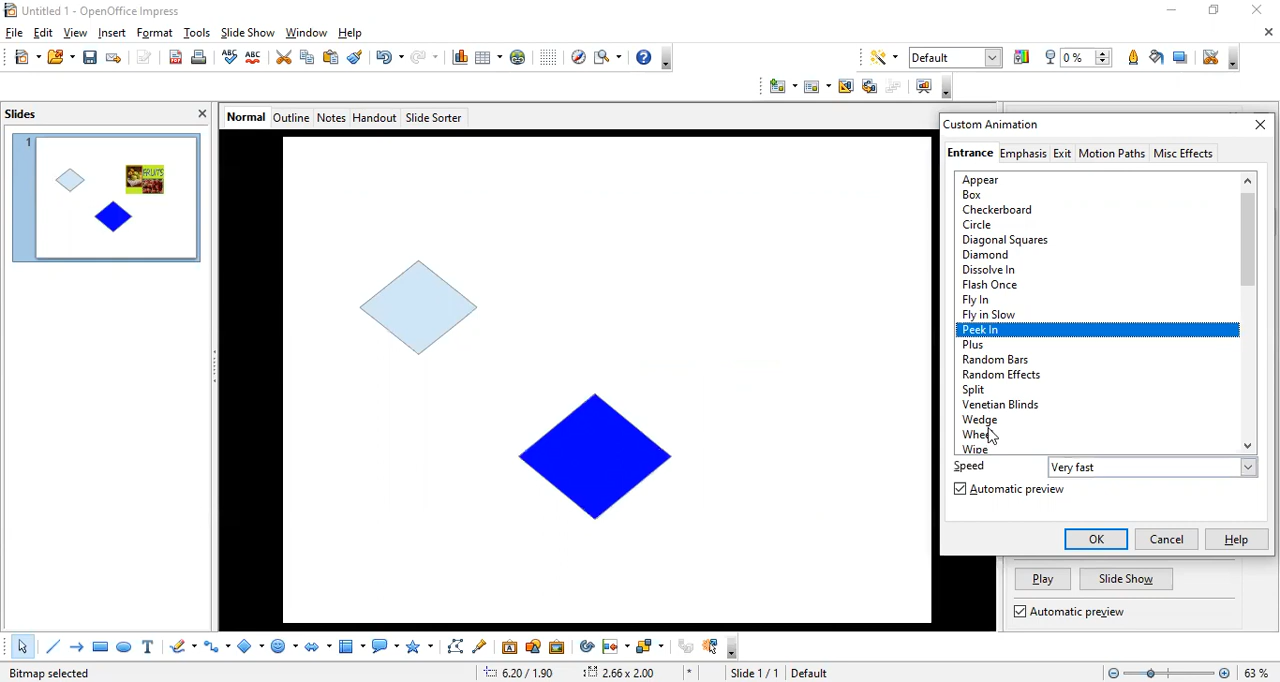 Untitled 1 - OpenOffice Impress
File Edit View Insert Format Tools Slide Show Window Help
Default
0 %
Slides
Normal Outline Notes Handout Slide Sorter
1
FRUITS
Custom Animation
Entrance Emphasis Exit Motion Paths Misc Effects
Appear
Box
Checkerboard
Circle
Diagonal Squares
Diamond
Dissolve In
Flash Once
Fly In
Fly in Slow
Peek In
Plus
Random Bars
Random Effects
Split
Venetian Blinds
Wedge
Wipe
Speed Very fast
Automatic preview
OK Cancel Help
Play Slide Show
Automatic preview
Bitmap selected 6.20 / 1.90 2.66 x 2.00 * Slide 1 / 1 Default 63 %